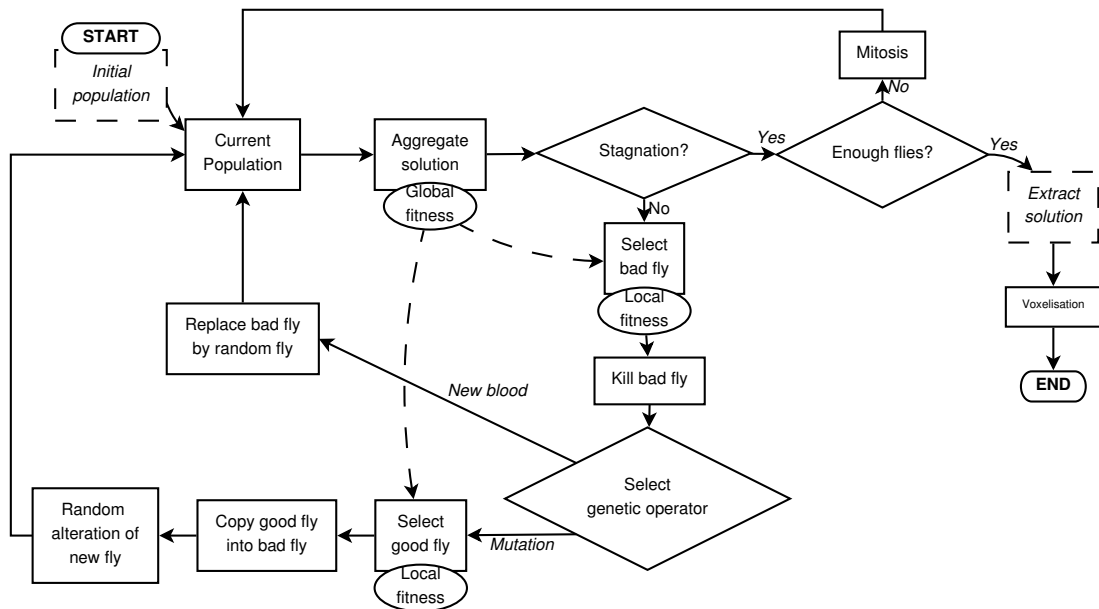 START
Initial
population
Current
Population
Aggregate
solution
Global
fitness
Stagnation?
Yes
No
Enough flies?
No
Mitosis
Yes
Extract
solution
Voxelisation
END
Select
bad fly
Local
fitness
Kill bad fly
Select
genetic operator
New blood
Replace bad fly
by random fly
Mutation
Select
good fly
Local
fitness
Copy good fly
into bad fly
Random
alteration of
new fly